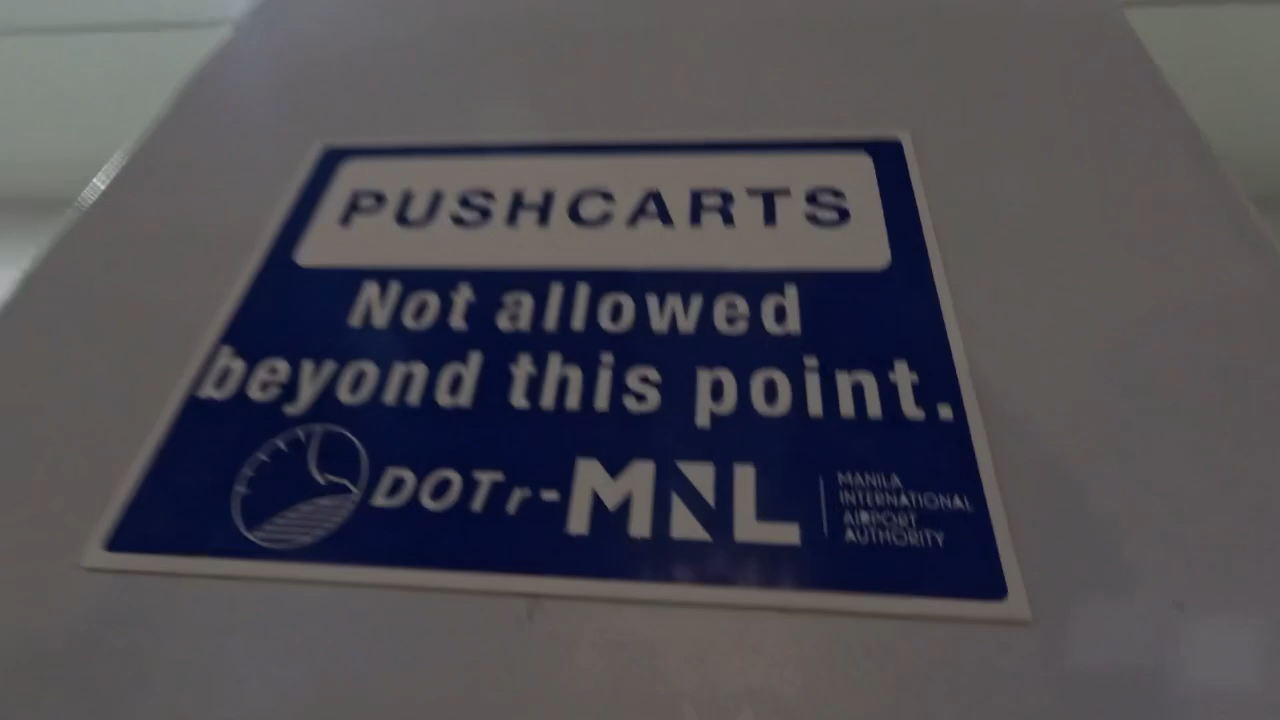 PUSHCARTS
Not allowed
beyond this point.
DOTr-MNL
MANILA
INTERNATIONAL
AIRPORT
AUTHORITY